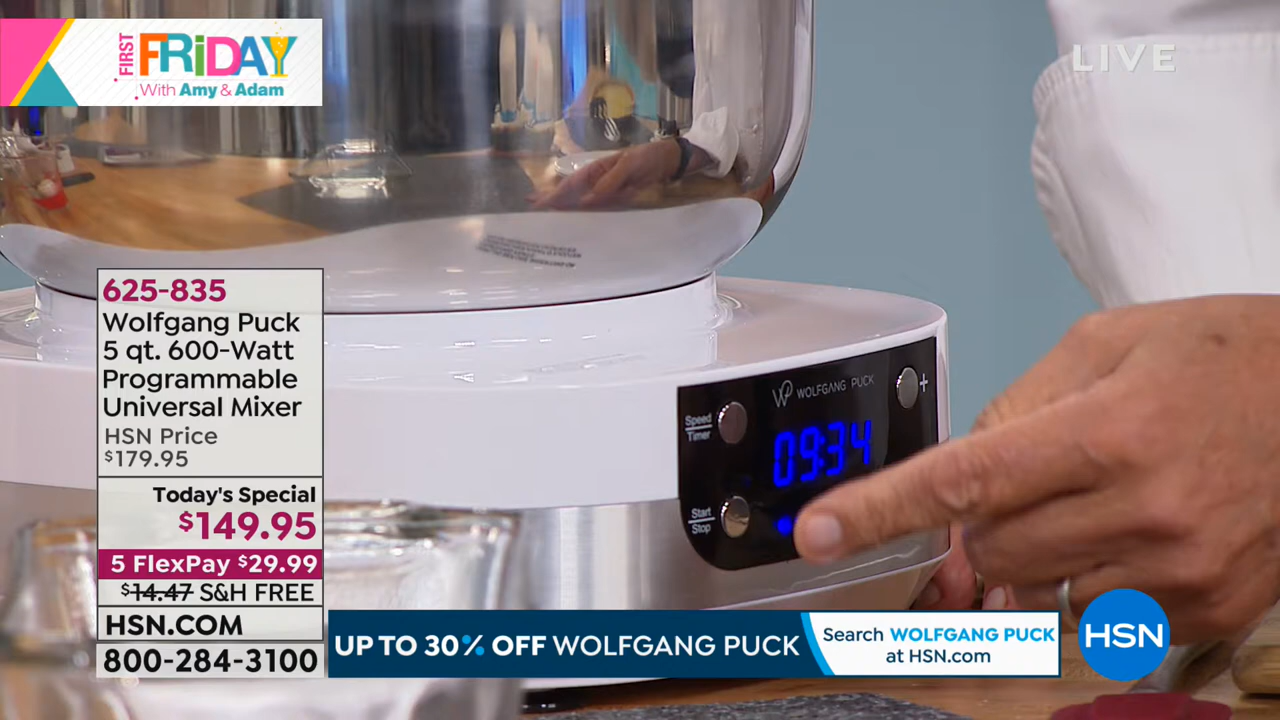 FIRST
FRiDAY
With Amy & Adam
LIVE
625-835
Wolfgang Puck
5 qt. 600-Watt
Programmable
Universal Mixer
HSN Price
$179.95
Today's Special
$149.95
5 FlexPay $29.99
$14.47 S&H FREE
HSN.COM
800-284-3100
WP WOLFGANG PUCK
Speed
Timer
+
09:34
Start
Stop
UP TO 30% OFF WOLFGANG PUCK
Search WOLFGANG PUCK
at HSN.com
HSN